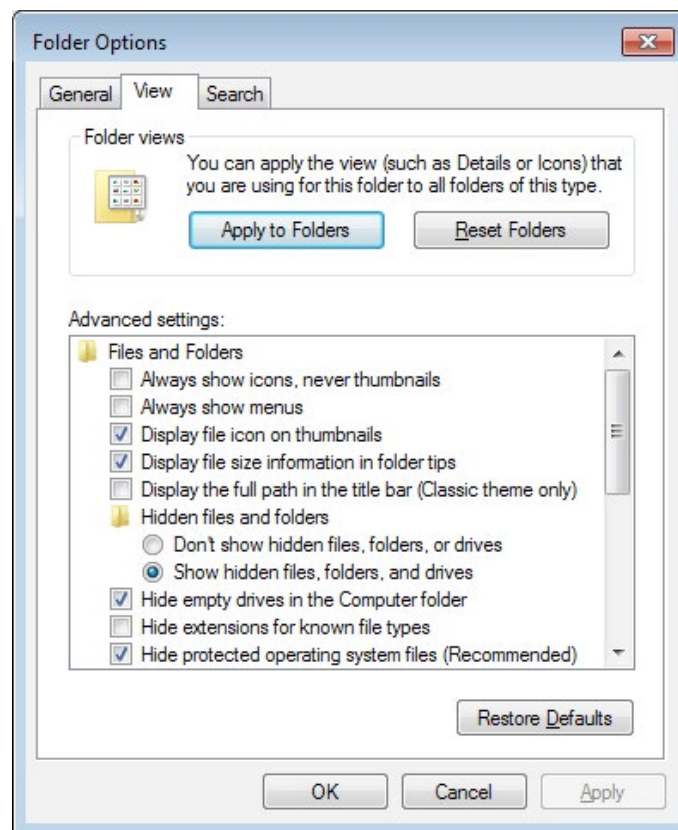 Folder Options
General View Search
Folder views
You can apply the view (such as Details or Icons) that
you are using for this folder to all folders of this type.
Apply to Folders Reset Folders
Advanced settings:
Files and Folders
Always show icons, never thumbnails
Always show menus
Display file icon on thumbnails
Display file size information in folder tips
Display the full path in the title bar (Classic theme only)
Hidden files and folders
Don't show hidden files, folders, or drives
Show hidden files, folders, and drives
Hide empty drives in the Computer folder
Hide extensions for known file types
Hide protected operating system files (Recommended)
Restore Defaults
OK Cancel Apply